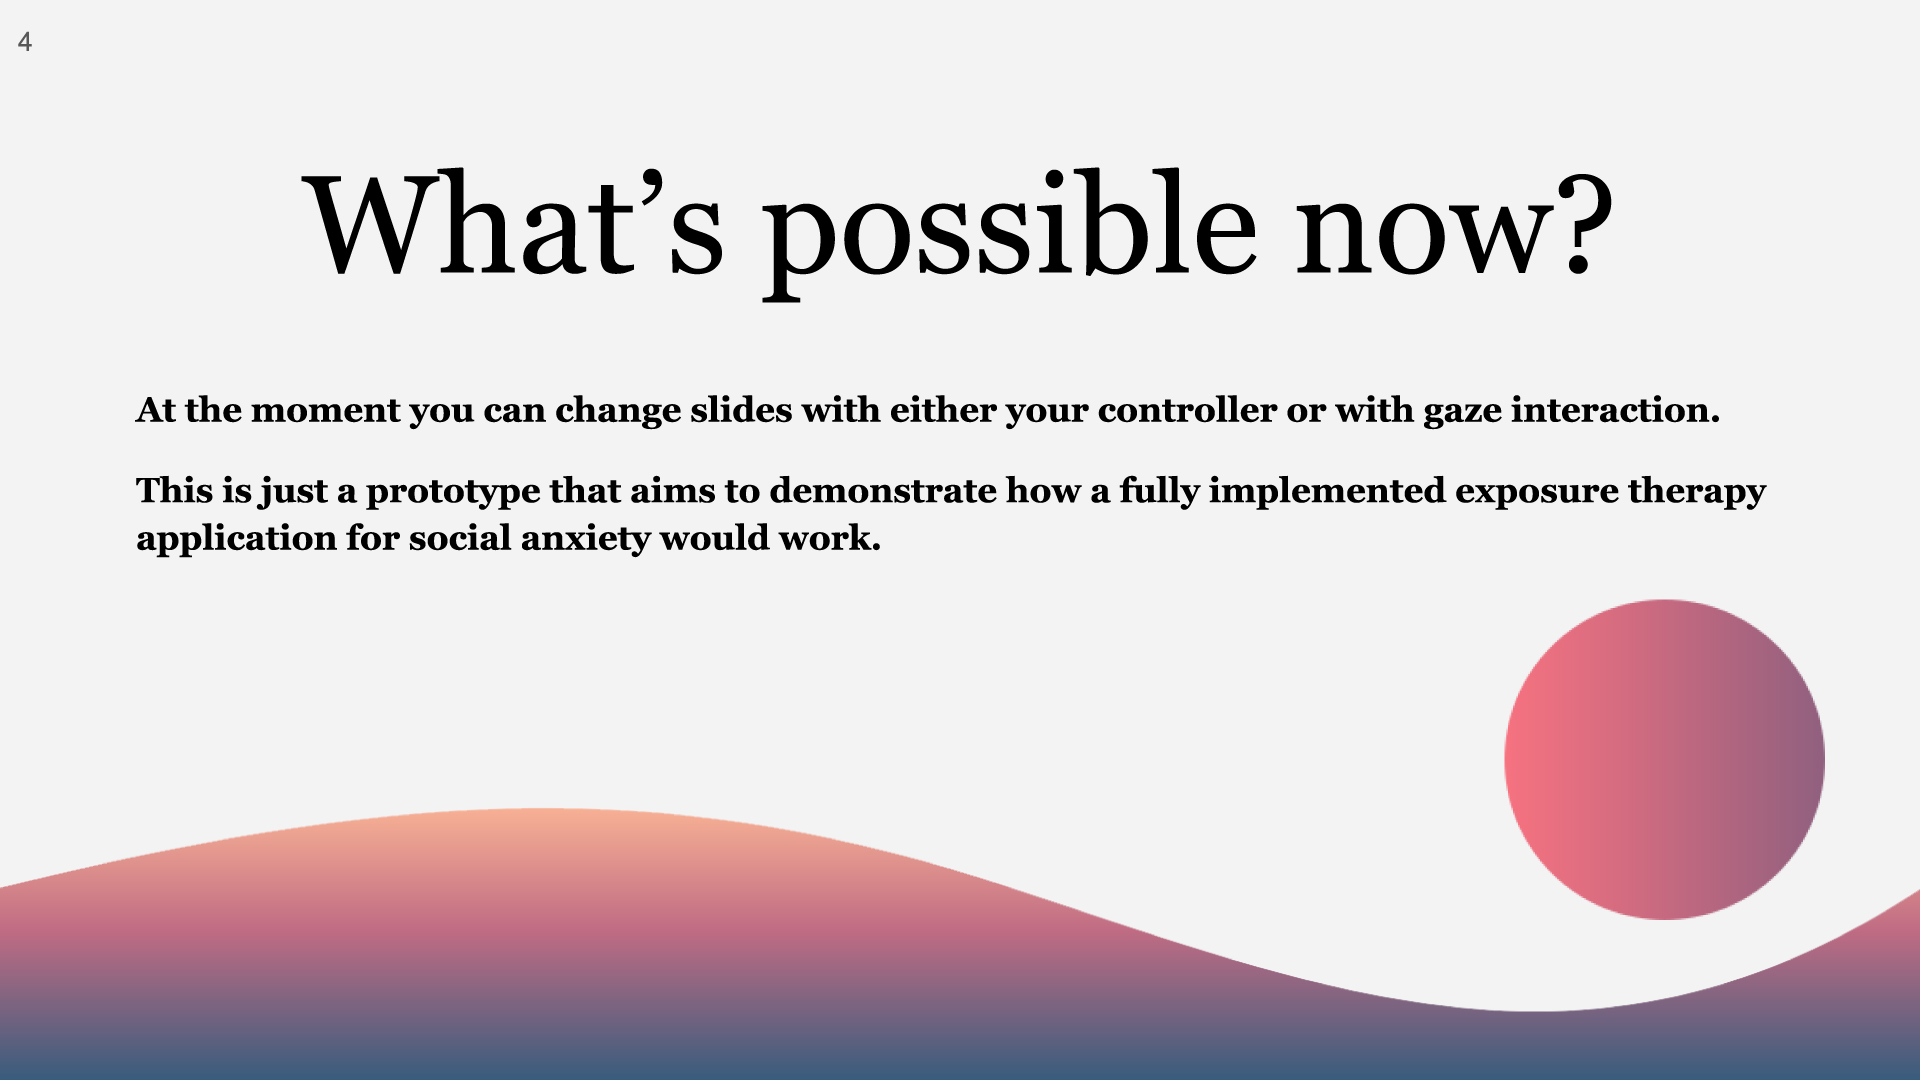 4
What’s possible now?
At the moment you can change slides with either your controller or with gaze interaction.
This is just a prototype that aims to demonstrate how a fully implemented exposure therapy
application for social anxiety would work.